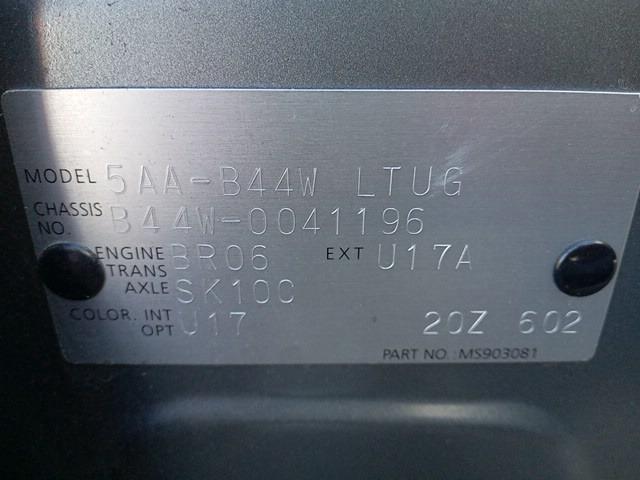 MODEL 5AA-B44W LTUG
CHASSIS NO. B44W-0041196
ENGINE BR06 EXT U17A
TRANS AXLE SK10C
COLOR. INT OPT U17 20Z 602
PART NO.:MS903081